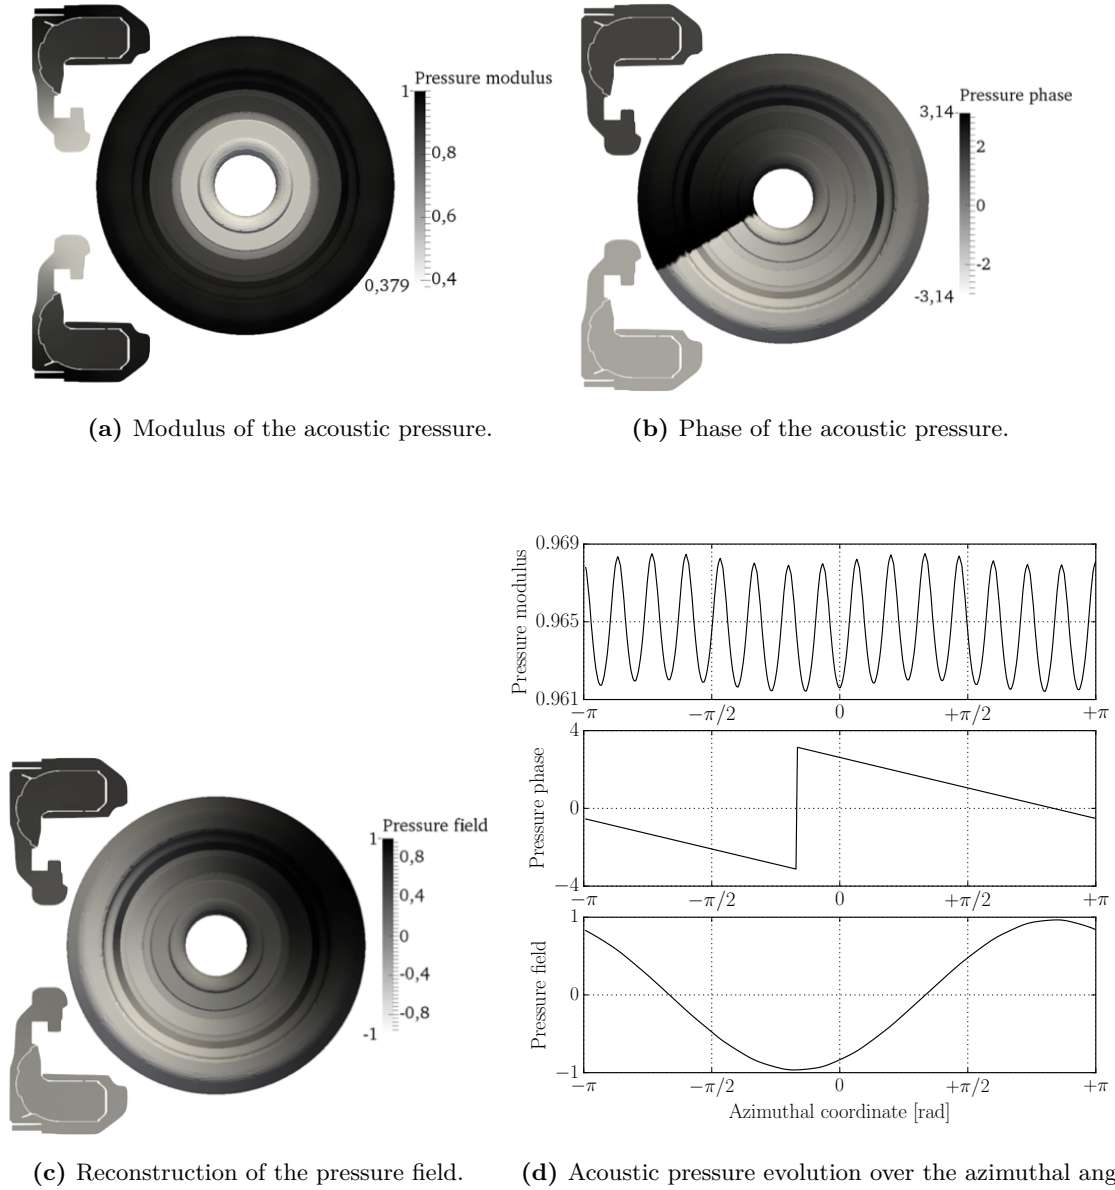 Pressure modulus
1
0,8
0,6
0,4
0,379
Pressure phase
3,14
2
0
-2
-3,14
(a) Modulus of the acoustic pressure.
(b) Phase of the acoustic pressure.
Pressure field
1
0,8
0,4
0
-0,4
-0,8
-1
Pressure modulus
0.969
0.965
0.961
−π −π/2 0 +π/2 +π
Pressure phase
4
0
−4
−π −π/2 0 +π/2 +π
Pressure field
1
0
−1
−π −π/2 0 +π/2 +π
Azimuthal coordinate [rad]
(c) Reconstruction of the pressure field.
(d) Acoustic pressure evolution over the azimuthal ang